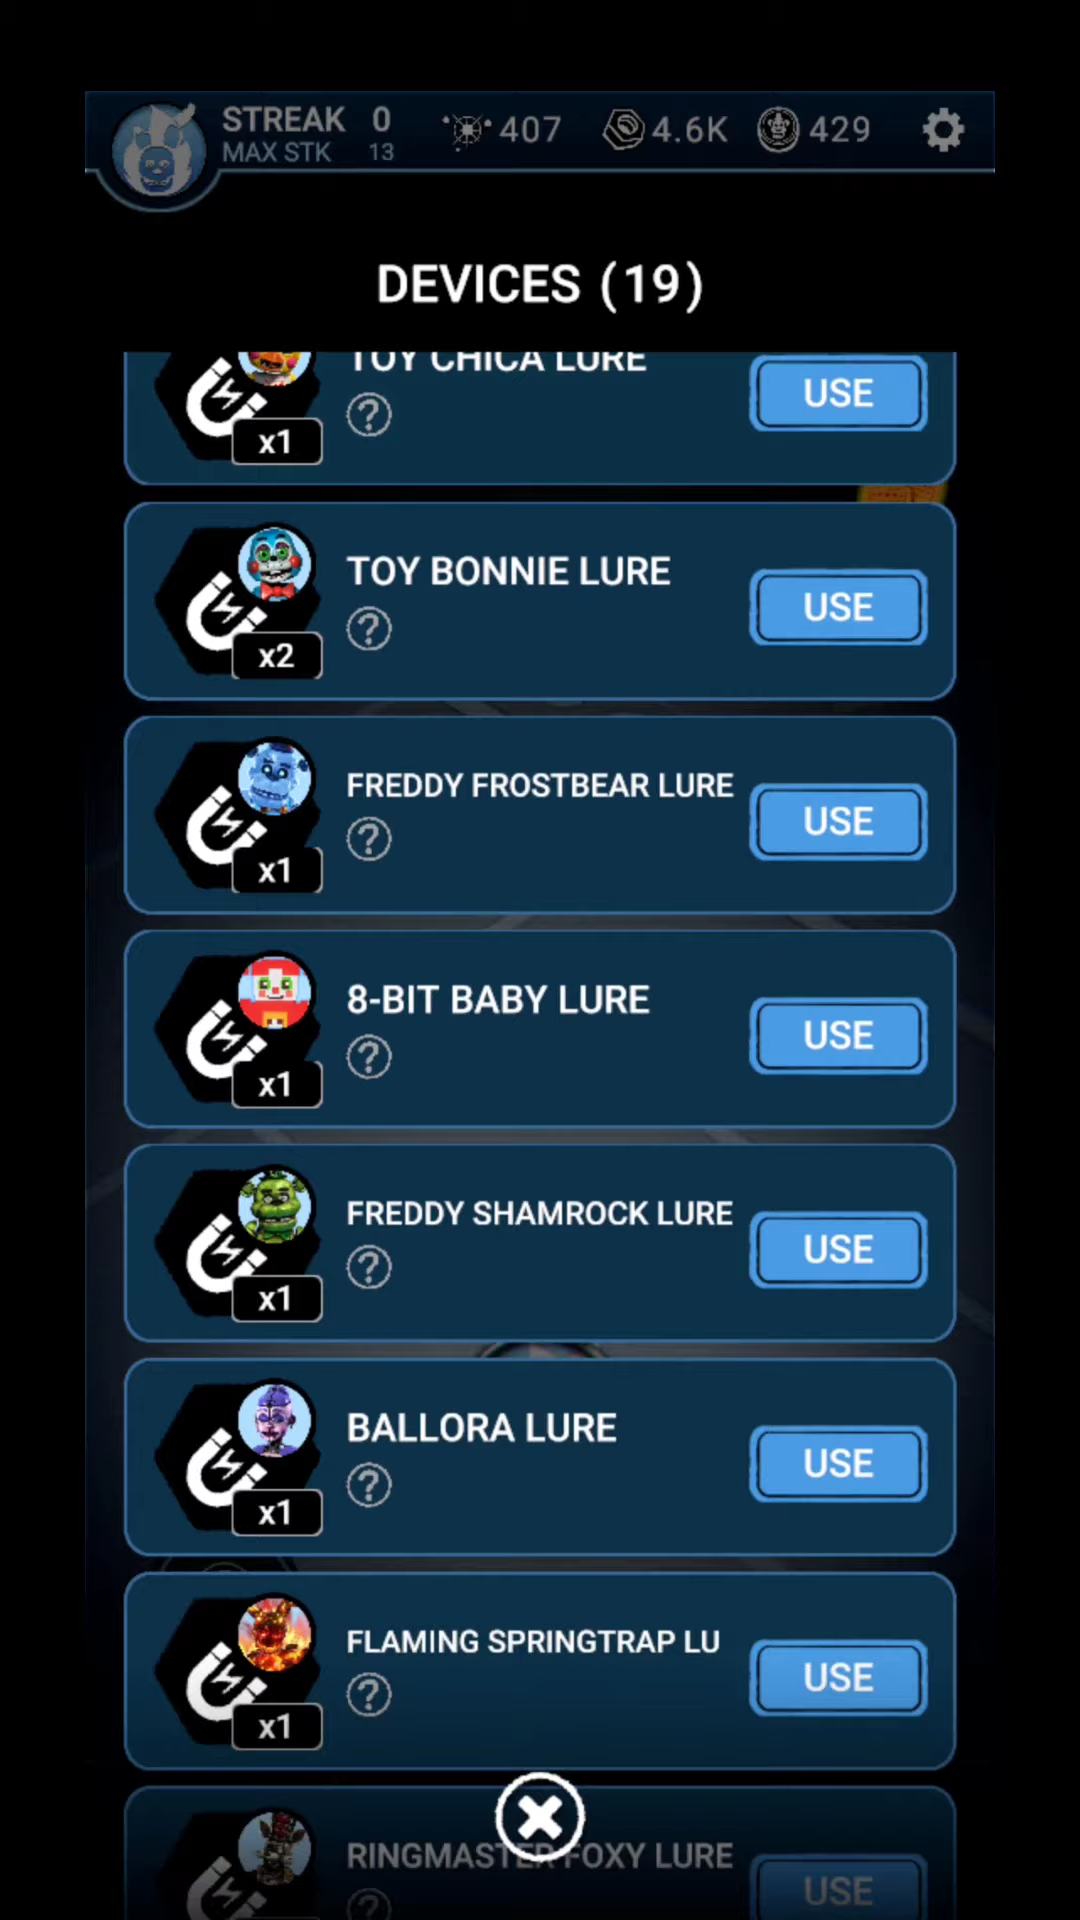 STREAK 0 407 4.6K 429
MAX STK 13
DEVICES (19)
TOY CHICA LURE
USE
?
x1
TOY BONNIE LURE
USE
?
x2
FREDDY FROSTBEAR LURE
USE
?
x1
8-BIT BABY LURE
USE
?
x1
FREDDY SHAMROCK LURE
USE
?
x1
BALLORA LURE
USE
?
x1
FLAMING SPRINGTRAP LU
USE
?
x1
RINGMASTER FOXY LURE
USE
?